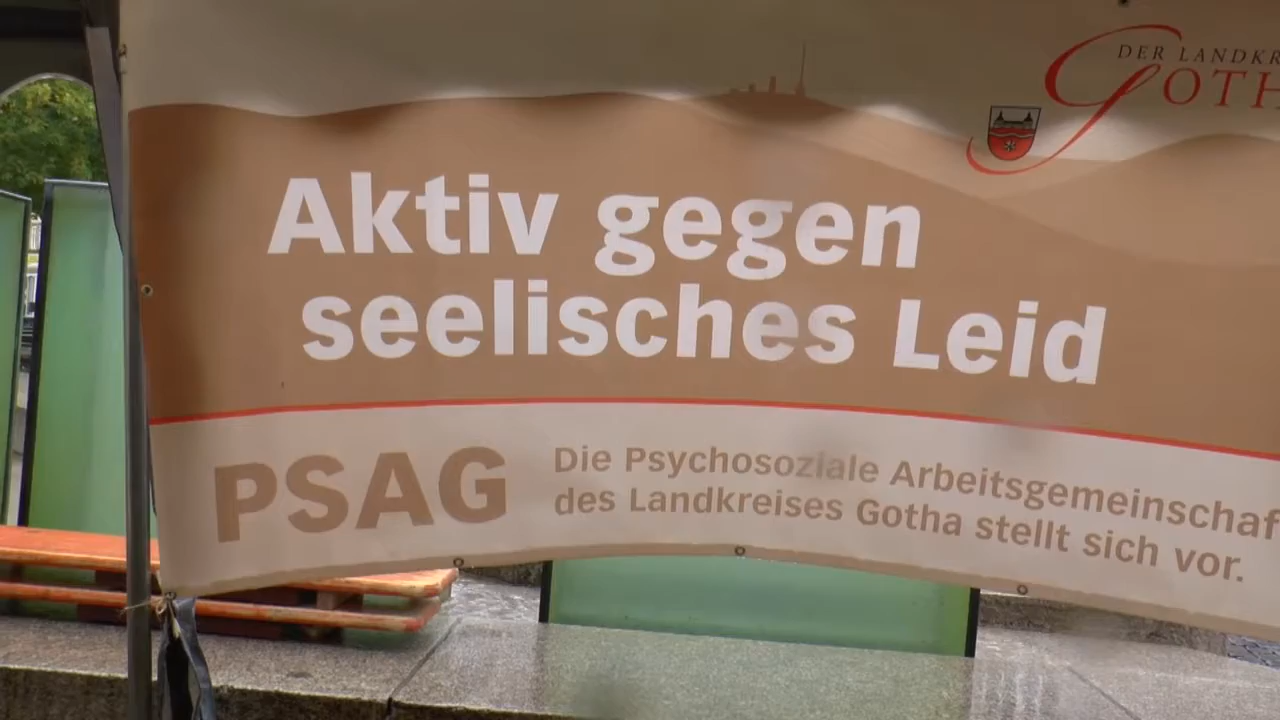 DER LANDKR
GOTH
Aktiv gegen
seelisches Leid
PSAG
Die Psychosoziale Arbeitsgemeinschaf
des Landkreises Gotha stellt sich vor.